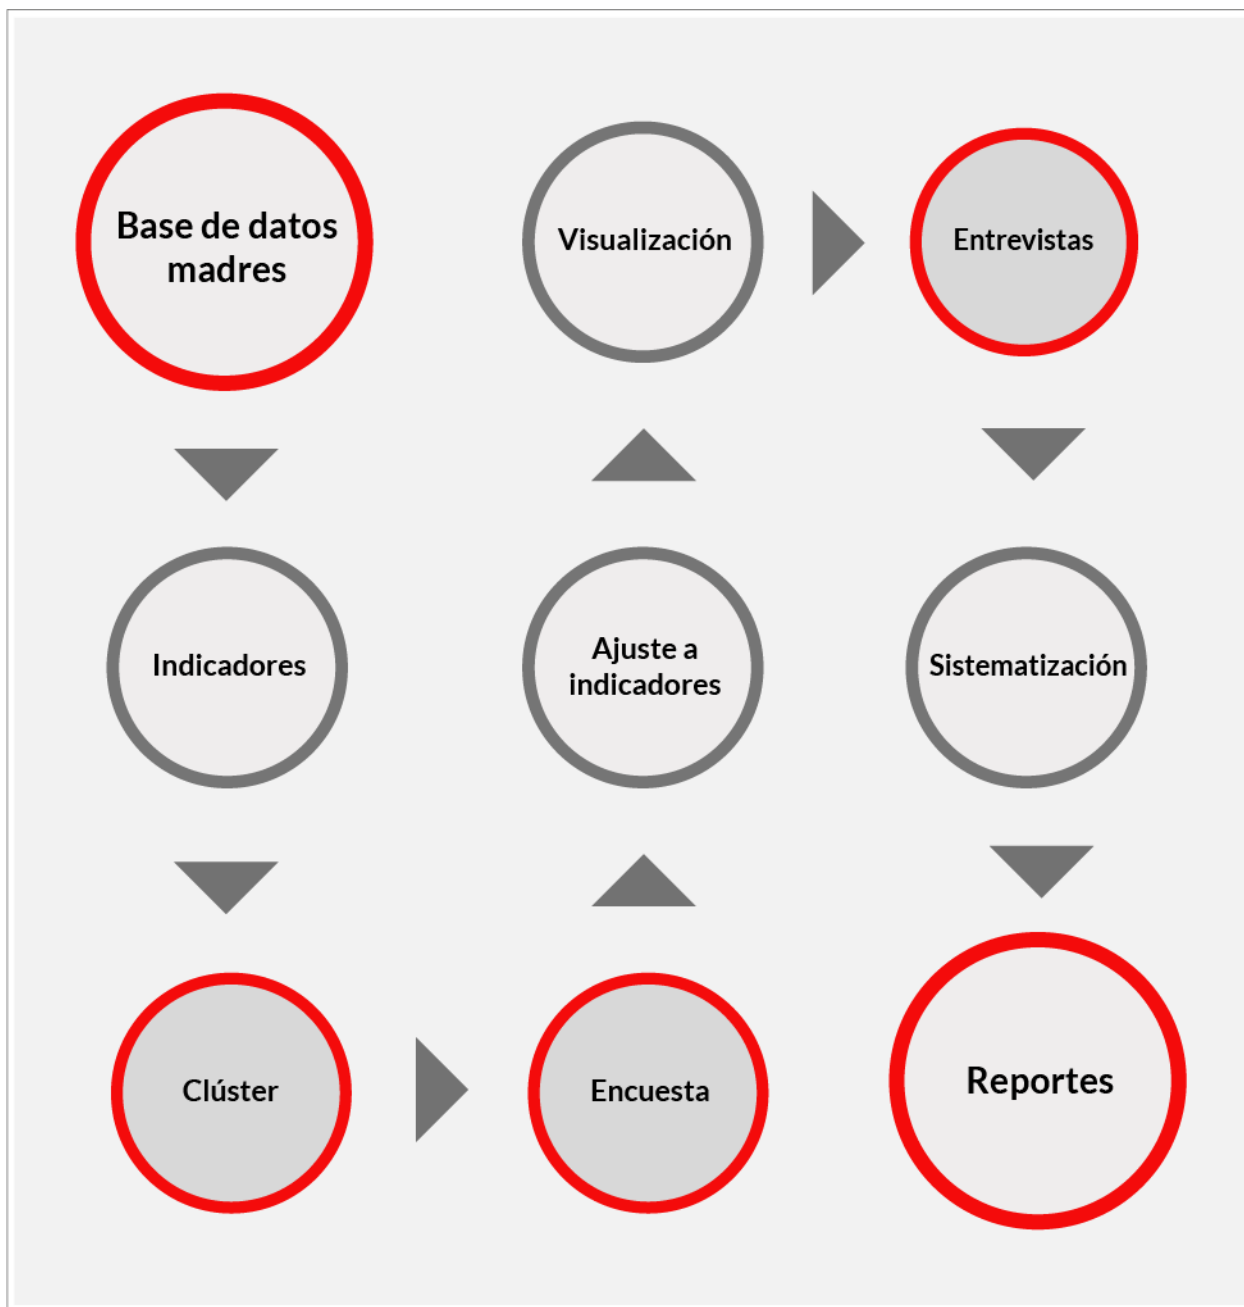 Base de datos
madres
Indicadores
Clúster
Encuesta
Ajuste a
indicadores
Visualización
Entrevistas
Sistematización
Reportes